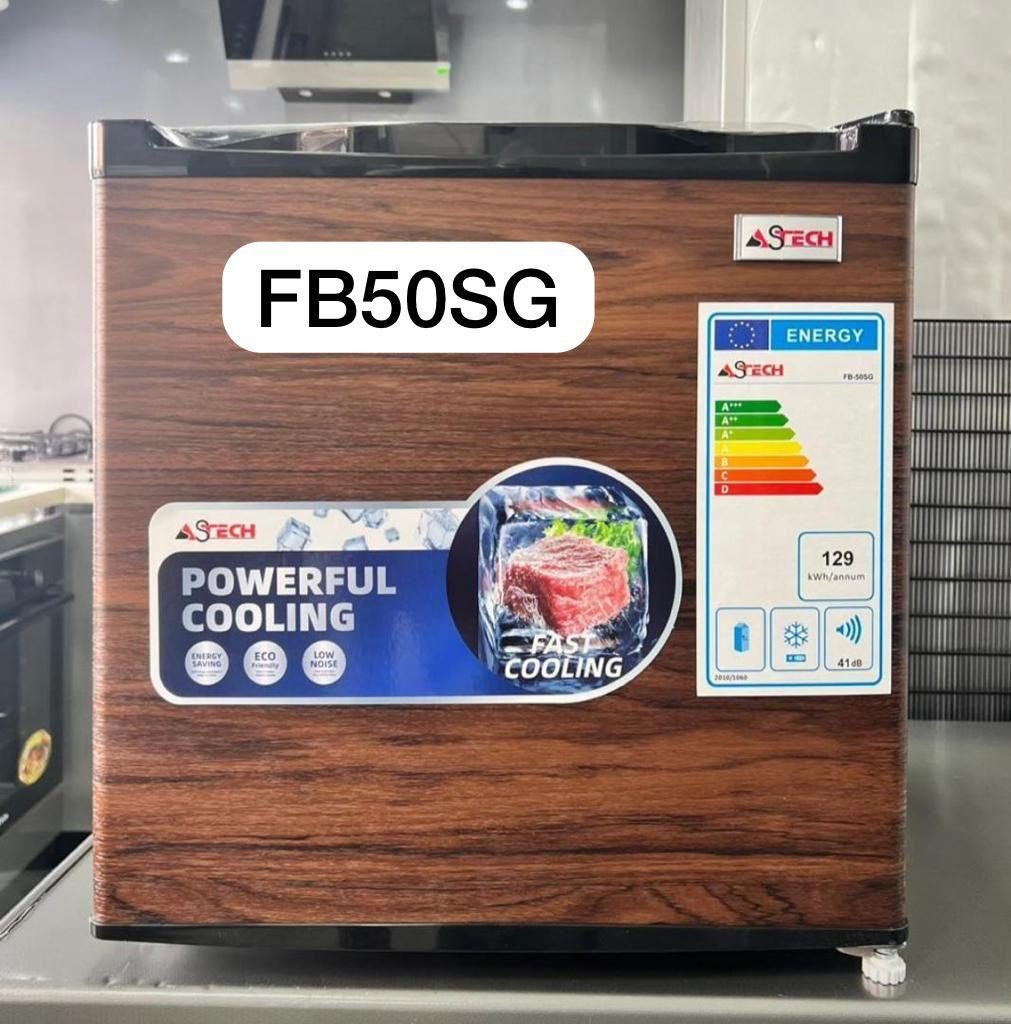 ASTECH
FB50SG
ENERGY
ASTECH
FB-50SG
A+++
A++
A+
A
B
C
D
129
kWh/annum
41dB
2010/1060
ASTECH
POWERFUL
COOLING
ENERGY
SAVING
ECO
Friendly
LOW
NOISE
FAST
COOLING